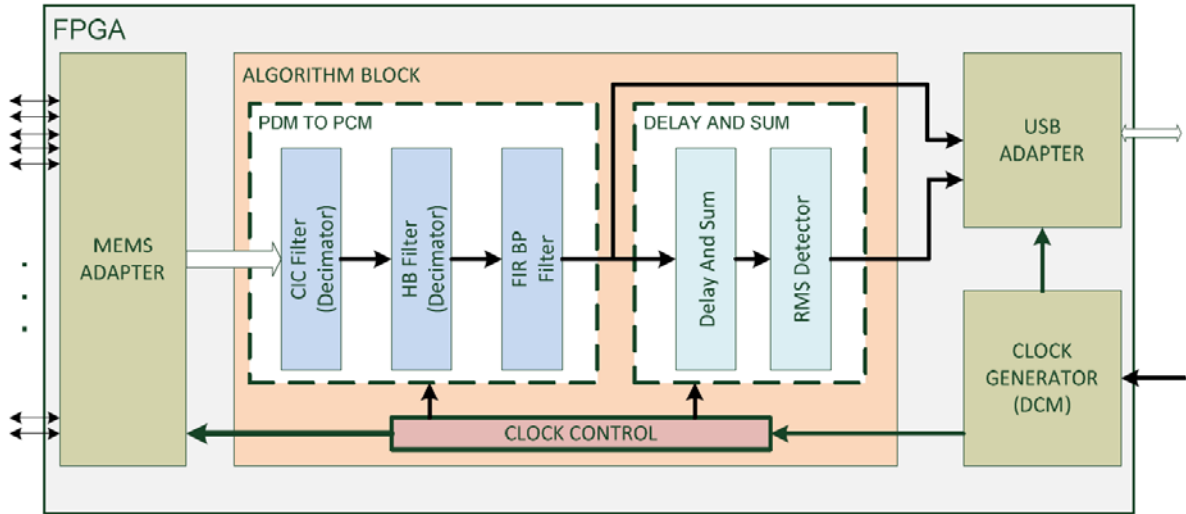 FPGA
ALGORITHM BLOCK
PDM TO PCM
DELAY AND SUM
USB
ADAPTER
MEMS
ADAPTER
CIC Filter
(Decimator)
HB Filter
(Decimator)
FIR BP
Filter
Delay And Sum
RMS Detector
CLOCK
GENERATOR
(DCM)
CLOCK CONTROL